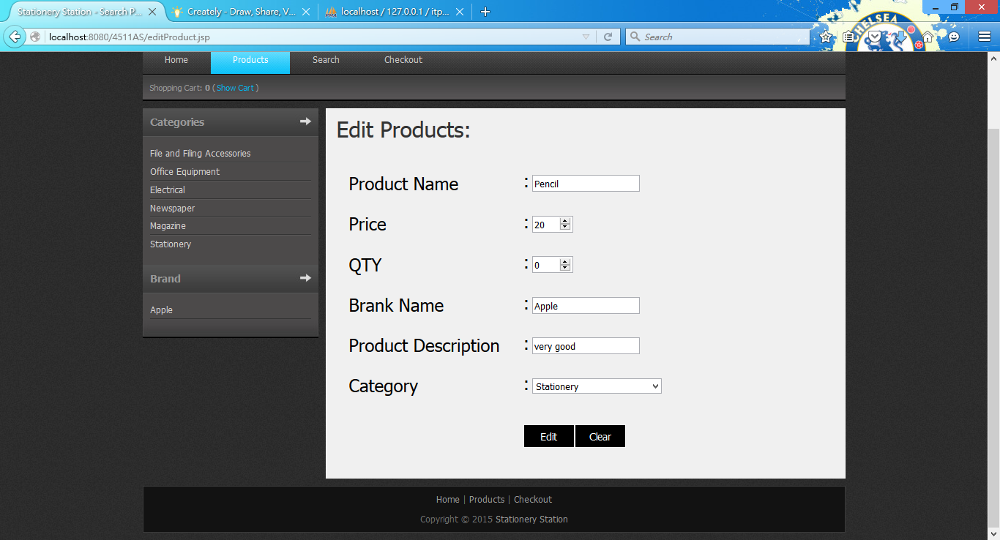 Stationery Station - Search P...
Creately - Draw, Share, V...
localhost / 127.0.0.1 / itp...
localhost:8080/4511AS/editProduct.jsp
Search
CHELSEA
Home Products Search Checkout
Shopping Cart: 0 ( Show Cart )
Categories
File and Filing Accessories
Office Equipment
Electrical
Newspaper
Magazine
Stationery
Brand
Apple
Edit Products:
Product Name : Pencil
Price : 20
QTY : 0
Brank Name : Apple
Product Description : very good
Category : Stationery
Edit Clear
Home | Products | Checkout
Copyright © 2015 Stationery Station